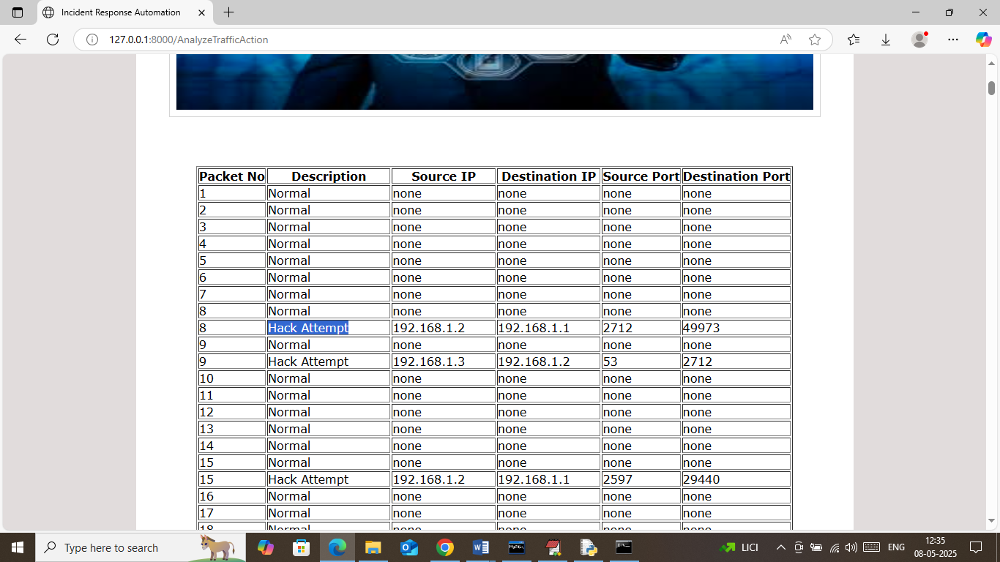 Incident Response Automation
127.0.0.1:8000/AnalyzeTrafficAction
Packet No Description Source IP Destination IP Source Port Destination Port
1 Normal none none none none
2 Normal none none none none
3 Normal none none none none
4 Normal none none none none
5 Normal none none none none
6 Normal none none none none
7 Normal none none none none
8 Normal none none none none
8 Hack Attempt 192.168.1.2 192.168.1.1 2712 49973
9 Normal none none none none
9 Hack Attempt 192.168.1.3 192.168.1.2 53 2712
10 Normal none none none none
11 Normal none none none none
12 Normal none none none none
13 Normal none none none none
14 Normal none none none none
15 Normal none none none none
15 Hack Attempt 192.168.1.2 192.168.1.1 2597 29440
16 Normal none none none none
17 Normal none none none none
18 Normal none none none none
Type here to search
LICI
ENG
12:35
08-05-2025